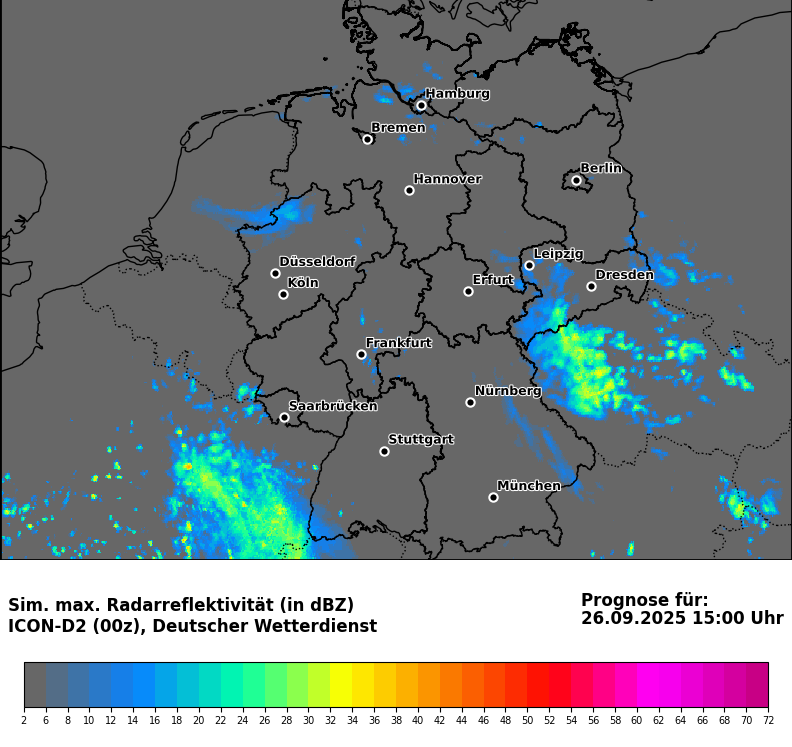 Hamburg
Bremen
Berlin
Hannover
Leipzig
Düsseldorf
Dresden
Köln
Erfurt
Frankfurt
Nürnberg
Saarbrücken
Stuttgart
München
Sim. max. Radarreflektivität (in dBZ)
ICON-D2 (00z), Deutscher Wetterdienst
Prognose für:
26.09.2025 15:00 Uhr
2 6 8 10 12 14 16 18 20 22 24 26 28 30 32 34 36 38 40 42 44 46 48 50 52 54 56 58 60 62 64 66 68 70 72